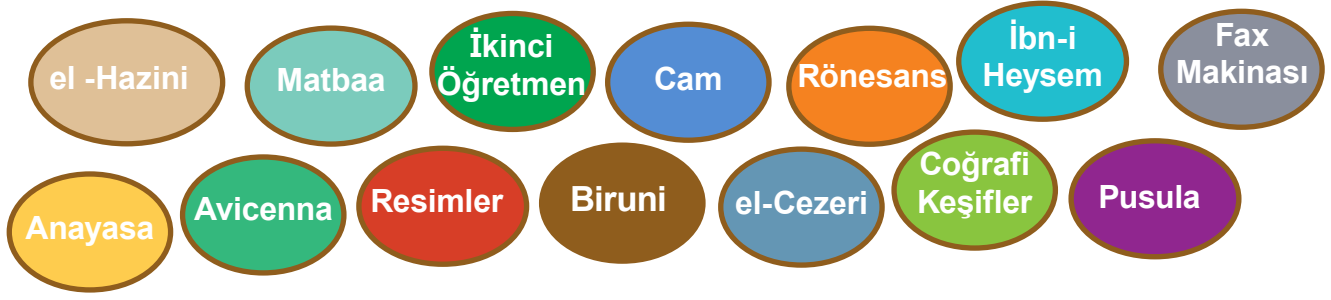 el -Hazini
Matbaa
İkinci
Öğretmen
Cam
Rönesans
İbn-i
Heysem
Fax
Makinası
Anayasa
Avicenna
Resimler
Biruni
el-Cezeri
Coğrafi
Keşifler
Pusula